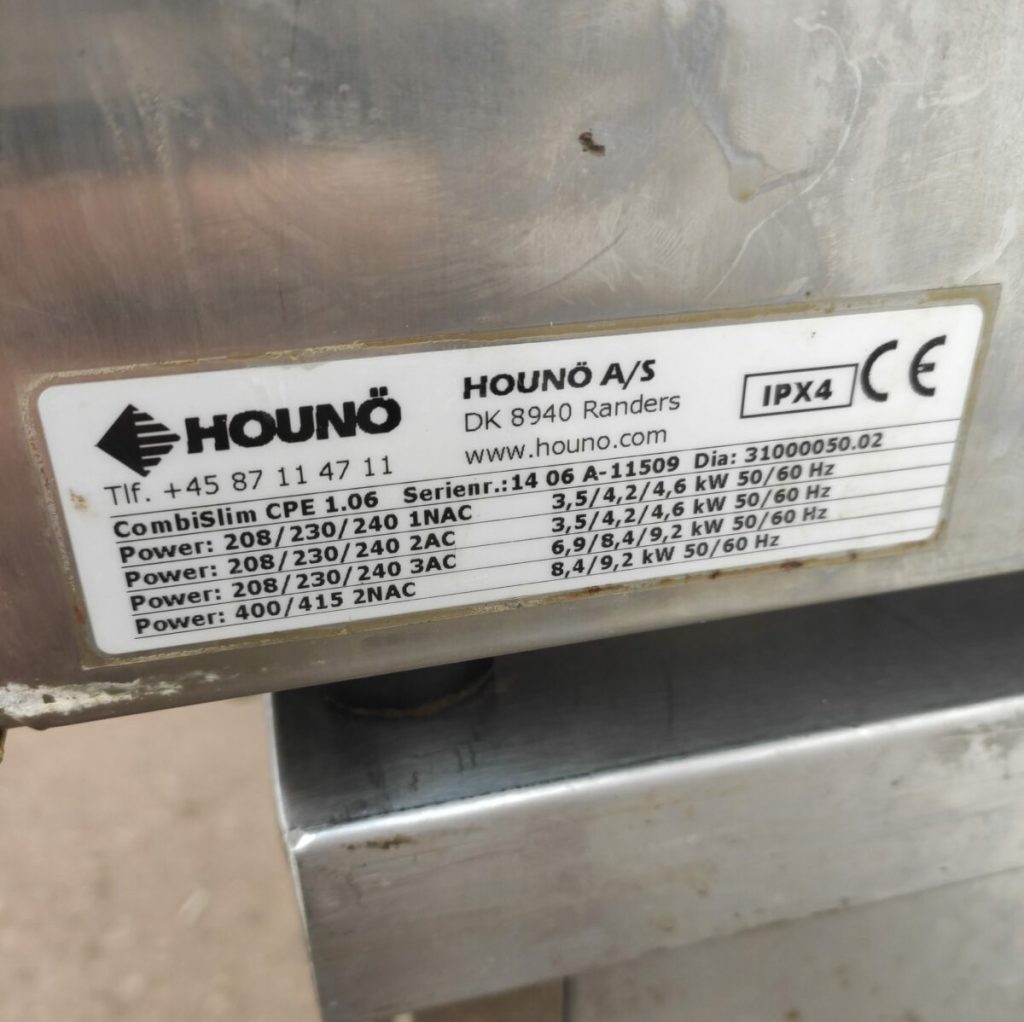 HOUNÖ
Tlf. +45 87 11 47 11
HOUNÖ A/S
DK 8940 Randers
www.houno.com
IPX4 CE
CombiSlim CPE 1.06 Serienr.:14 06 A-11509 Dia: 31000050.02
Power: 208/230/240 1NAC 3,5/4,2/4,6 kW 50/60 Hz
Power: 208/230/240 2AC 3,5/4,2/4,6 kW 50/60 Hz
Power: 208/230/240 3AC 6,9/8,4/9,2 kW 50/60 Hz
Power: 400/415 2NAC 8,4/9,2 kW 50/60 Hz